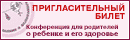 ПРИГЛАСИТЕЛЬНЫЙ
БИЛЕТ
Конференция для родителей
о ребенке и его здоровье